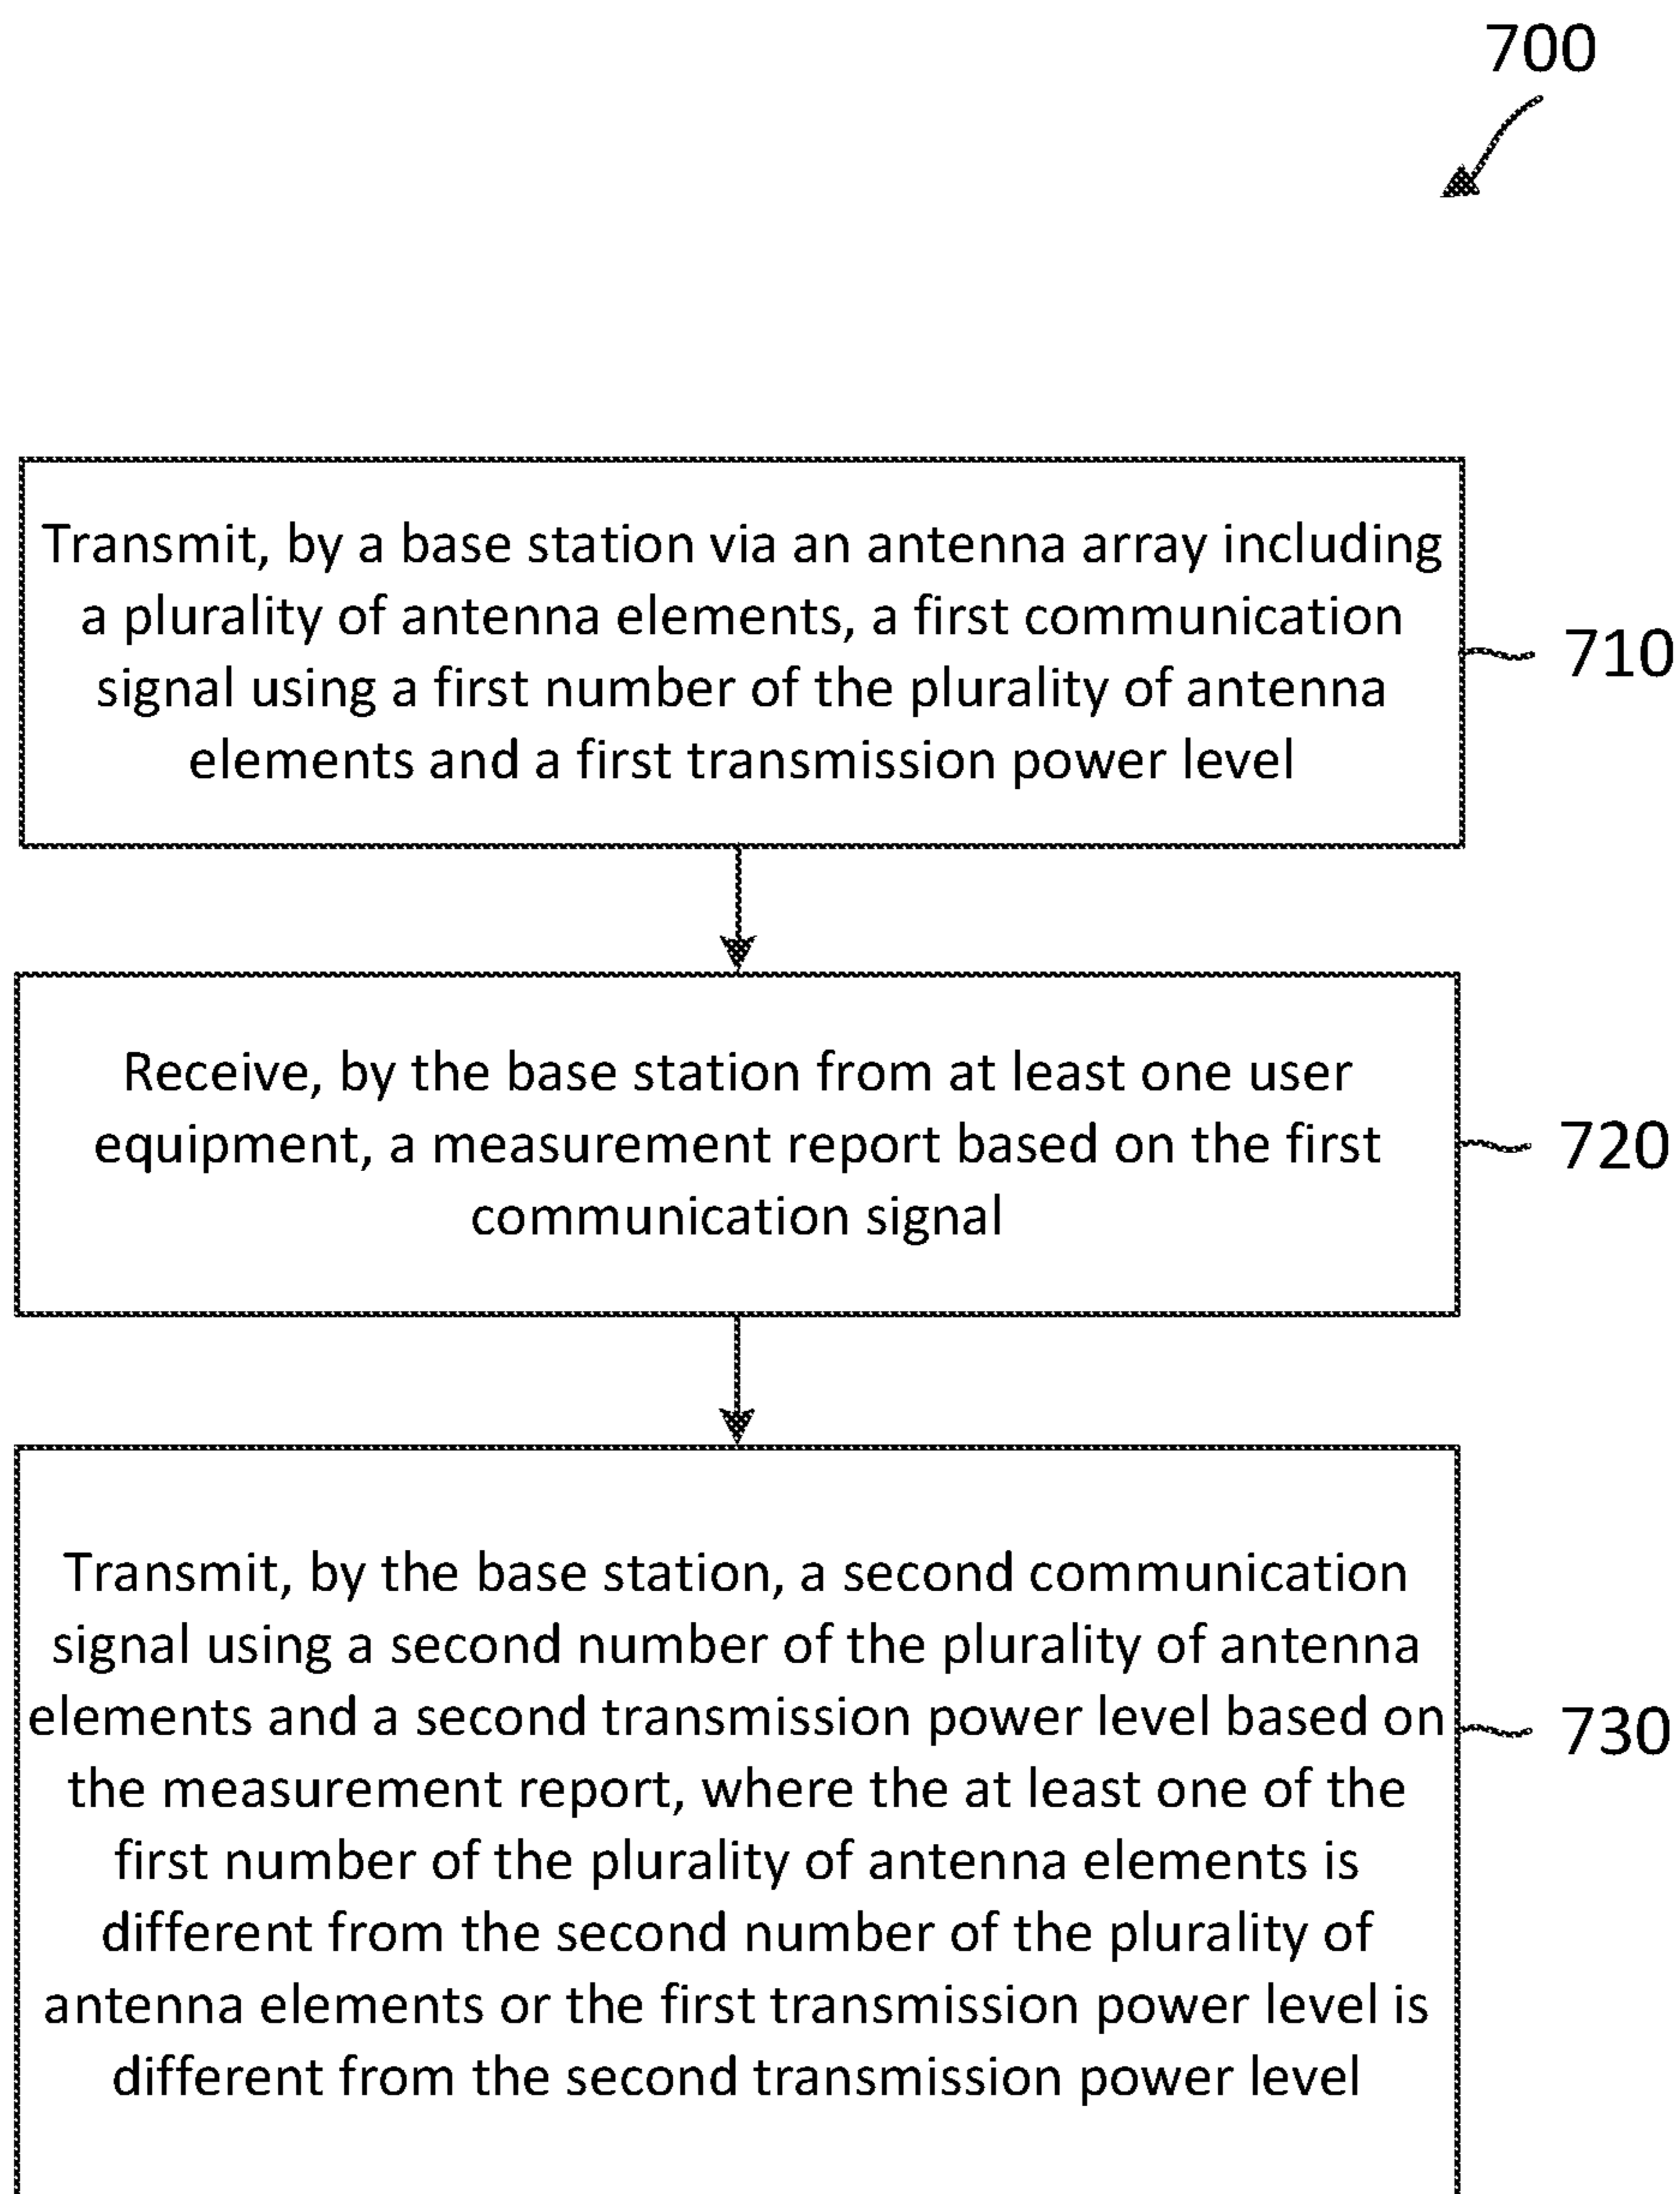 700
Transmit, by a base station via an antenna array including
a plurality of antenna elements, a first communication
signal using a first number of the plurality of antenna
elements and a first transmission power level
710
Receive, by the base station from at least one user
equipment, a measurement report based on the first
communication signal
720
Transmit, by the base station, a second communication
signal using a second number of the plurality of antenna
elements and a second transmission power level based on
the measurement report, where the at least one of the
first number of the plurality of antenna elements is
different from the second number of the plurality of
antenna elements or the first transmission power level is
different from the second transmission power level
730